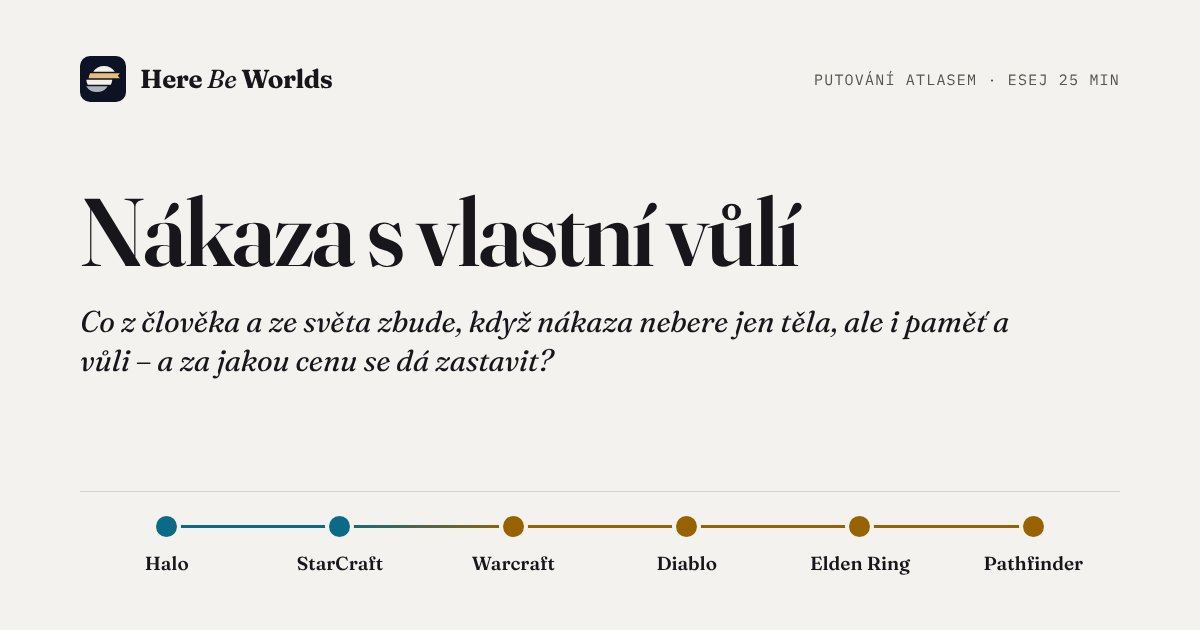 Here Be Worlds
PUTOVÁNÍ ATLASEM · ESEJ 25 MIN
Nákaza s vlastní vůlí
Co z člověka a ze světa zbude, když nákaza nebere jen těla, ale i paměť a
vůli – a za jakou cenu se dá zastavit?
Halo
StarCraft
Warcraft
Diablo
Elden Ring
Pathfinder